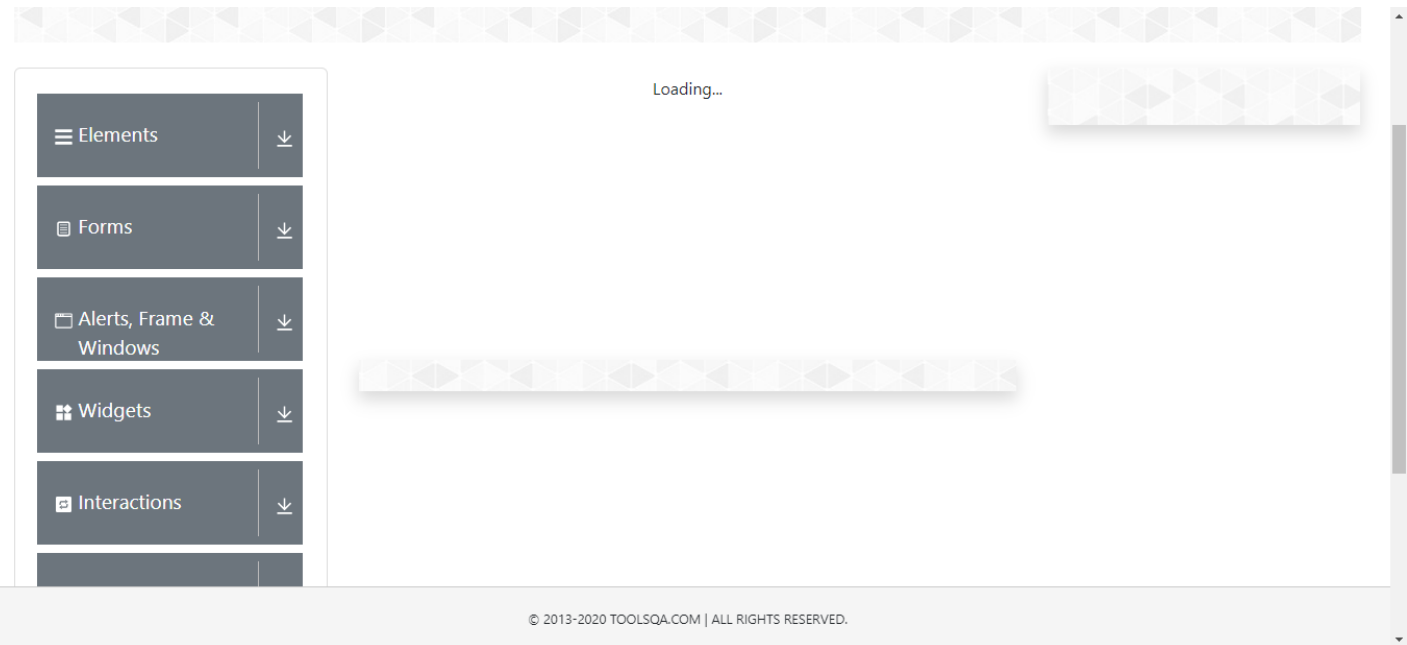 Loading...
Elements
Forms
Alerts, Frame &
Windows
Widgets
Interactions
© 2013-2020 TOOLSQA.COM | ALL RIGHTS RESERVED.